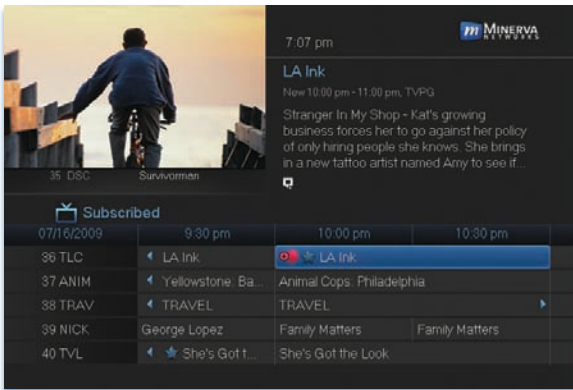 7:07 pm
m MINERVA NETWORKS
LA Ink
New 10:00 pm - 11:00 pm, TVPG
Stranger In My Shop - Kat's growing
business forces her to go against her policy
of only hiring people she knows. She brings
in a new tattoo artist named Amy to see if...
35 DSC Survivorman
Subscribed
07/16/2009 9:30 pm 10:00 pm 10:30 pm
36 TLC LA Ink LA Ink
37 ANIM Yellowstone: Ba... Animal Cops: Philadelphia
38 TRAV TRAVEL TRAVEL
39 NICK George Lopez Family Matters Family Matters
40 TVL She's Got t... She's Got the Look